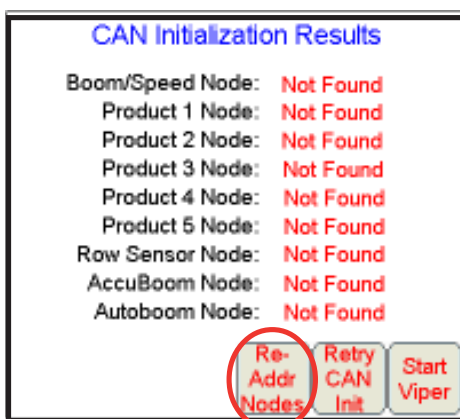 CAN Initialization Results
Boom/Speed Node: Not Found
Product 1 Node: Not Found
Product 2 Node: Not Found
Product 3 Node: Not Found
Product 4 Node: Not Found
Product 5 Node: Not Found
Row Sensor Node: Not Found
AccuBoom Node: Not Found
Autoboom Node: Not Found
Re-
Addr
Nodes
Retry
CAN
Init
Start
Viper